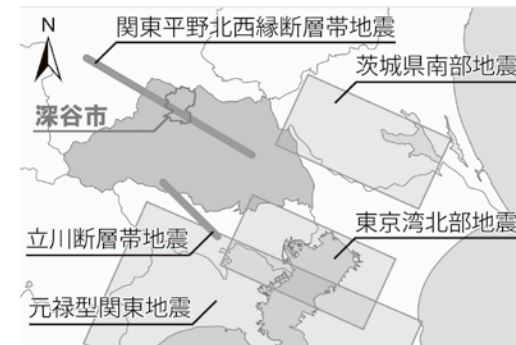 N
関東平野北西縁断層帯地震
茨城県南部地震
深谷市
東京湾北部地震
立川断層帯地震
元禄型関東地震